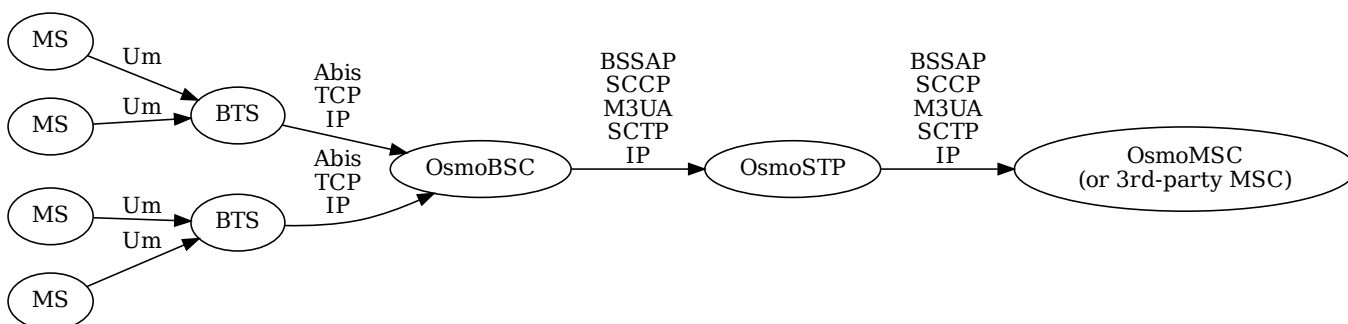 MS
Um
MS
Um
BTS
Abis
TCP
IP
MS
Um
MS
Um
BTS
Abis
TCP
IP
OsmoBSC
BSSAP
SCCP
M3UA
SCTP
IP
OsmoSTP
BSSAP
SCCP
M3UA
SCTP
IP
OsmoMSC
(or 3rd-party MSC)